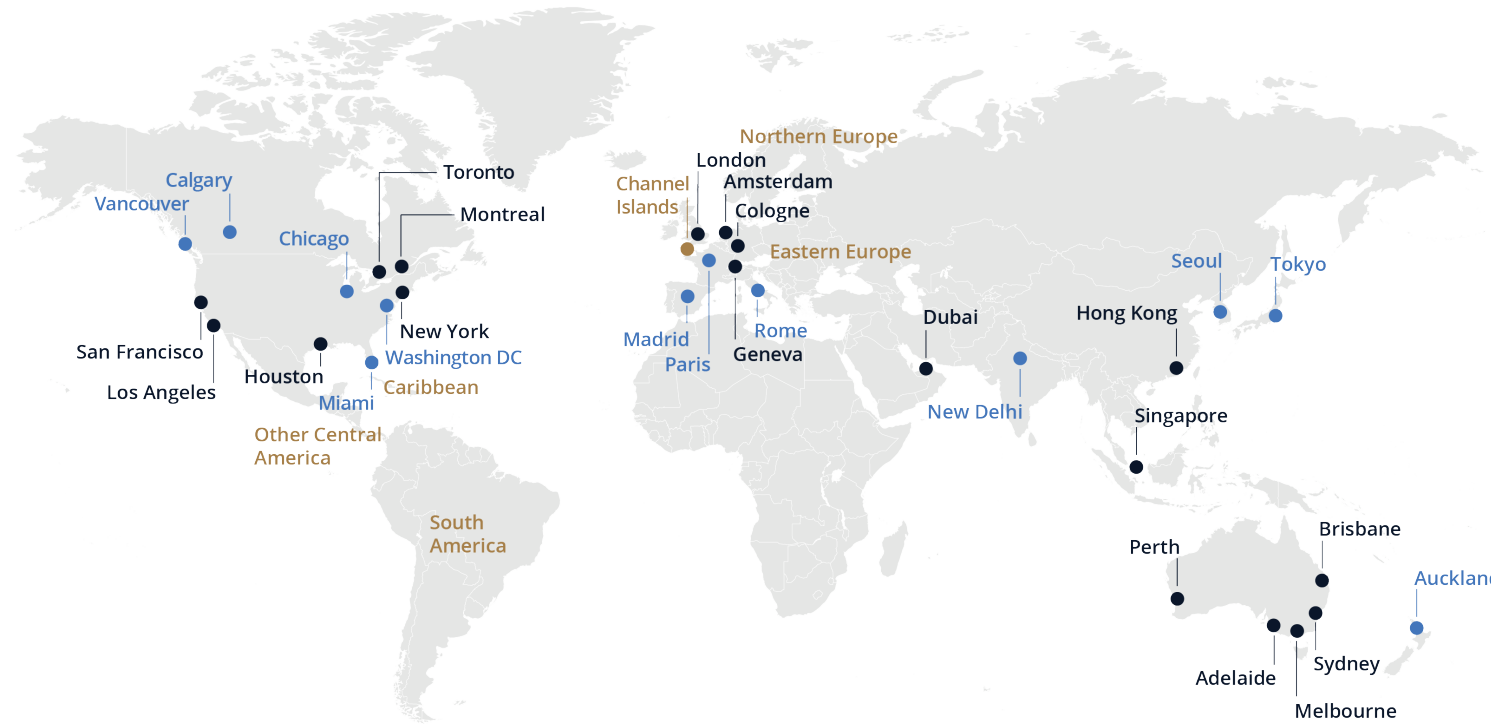 Northern Europe
London
Toronto
Calgary
Channel
Islands
Amsterdam
Vancouver
Cologne
Montreal
Chicago
Eastern Europe
Seoul
Tokyo
Hong Kong
Dubai
New York
Madrid
Rome
San Francisco
Washington DC
Geneva
Paris
Houston
Caribbean
Los Angeles
Miami
New Delhi
Singapore
Other Central
America
South
America
Brisbane
Perth
Auckland
Sydney
Adelaide
Melbourne